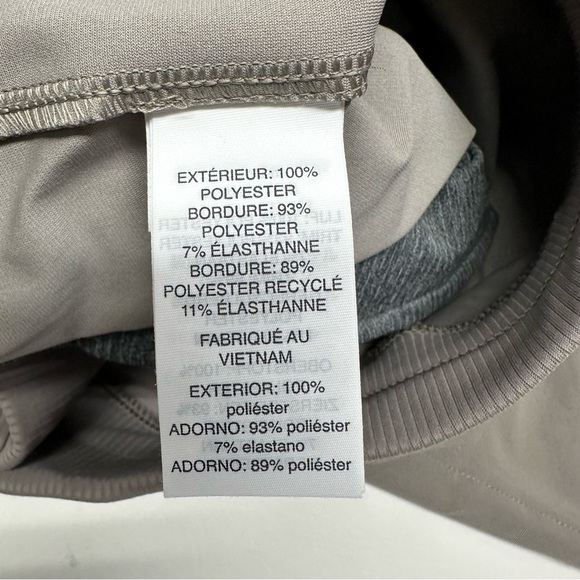 EXTÉRIEUR: 100%
POLYESTER
BORDURE: 93%
POLYESTER
7% ÉLASTHANNE
BORDURE: 89%
POLYESTER RECYCLÉ
11% ÉLASTHANNE
FABRIQUÉ AU
VIETNAM
EXTERIOR: 100%
poliéster
ADORNO: 93% poliéster
7% elastano
ADORNO: 89% poliéster